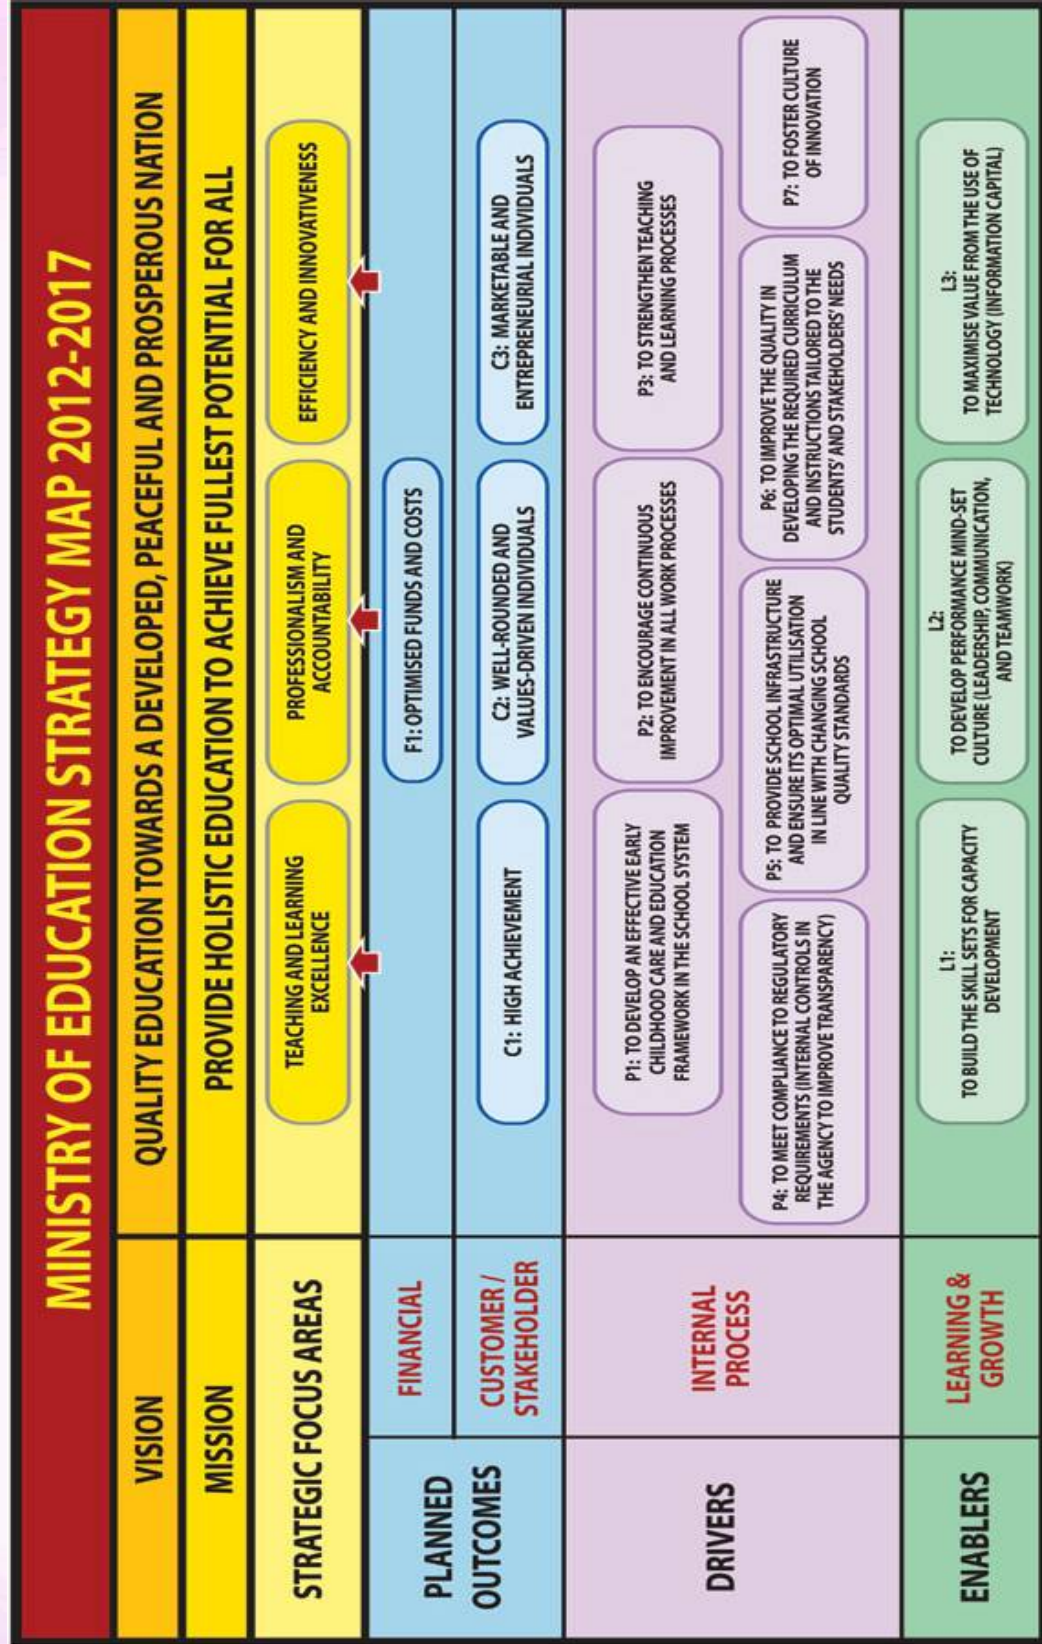 MINISTRY OF EDUCATION STRATEGY MAP 2012-2017
VISION
QUALITY EDUCATION TOWARDS A DEVELOPED, PEACEFUL AND PROSPEROUS NATION
MISSION
PROVIDE HOLISTIC EDUCATION TO ACHIEVE FULLEST POTENTIAL FOR ALL
STRATEGIC FOCUS AREAS
TEACHING AND LEARNING
EXCELLENCE
PROFESSIONALISM AND
ACCOUNTABILITY
EFFICIENCY AND INNOVATIVENESS
PLANNED
OUTCOMES
FINANCIAL
F1: OPTIMISED FUNDS AND COSTS
CUSTOMER /
STAKEHOLDER
C1: HIGH ACHIEVEMENT
C2: WELL-ROUNDED AND
VALUES-DRIVEN INDIVIDUALS
C3: MARKETABLE AND
ENTREPRENEURIAL INDIVIDUALS
DRIVERS
INTERNAL
PROCESS
P1: TO DEVELOP AN EFFECTIVE EARLY
CHILDHOOD CARE AND EDUCATION
FRAMEWORK IN THE SCHOOL SYSTEM
P2: TO ENCOURAGE CONTINUOUS
IMPROVEMENT IN ALL WORK PROCESSES
P3: TO STRENGTHEN TEACHING
AND LEARNING PROCESSES
P4: TO MEET COMPLIANCE TO REGULATORY
REQUIREMENTS (INTERNAL CONTROLS IN
THE AGENCY TO IMPROVE TRANSPARENCY)
P5: TO PROVIDE SCHOOL INFRASTRUCTURE
AND ENSURE ITS OPTIMAL UTILISATION
IN LINE WITH CHANGING SCHOOL
QUALITY STANDARDS
P6: TO IMPROVE THE QUALITY IN
DEVELOPING THE REQUIRED CURRICULUM
AND INSTRUCTIONS TAILORED TO THE
STUDENTS' AND STAKEHOLDERS' NEEDS
P7: TO FOSTER CULTURE
OF INNOVATION
ENABLERS
LEARNING &
GROWTH
L1:
TO BUILD THE SKILL SETS FOR CAPACITY
DEVELOPMENT
L2:
TO DEVELOP PERFORMANCE MIND-SET
CULTURE (LEADERSHIP, COMMUNICATION,
AND TEAMWORK)
L3:
TO MAXIMISE VALUE FROM THE USE OF
TECHNOLOGY (INFORMATION CAPITAL)